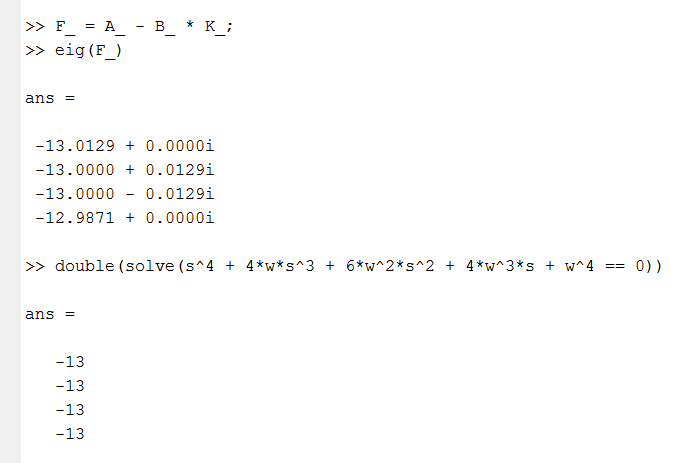 >> F_ = A_ - B_ * K_;
>> eig(F_)
ans =
-13.0129 + 0.0000i
-13.0000 + 0.0129i
-13.0000 - 0.0129i
-12.9871 + 0.0000i
>> double(solve(s^4 + 4*w*s^3 + 6*w^2*s^2 + 4*w^3*s + w^4 == 0))
ans =
-13
-13
-13
-13